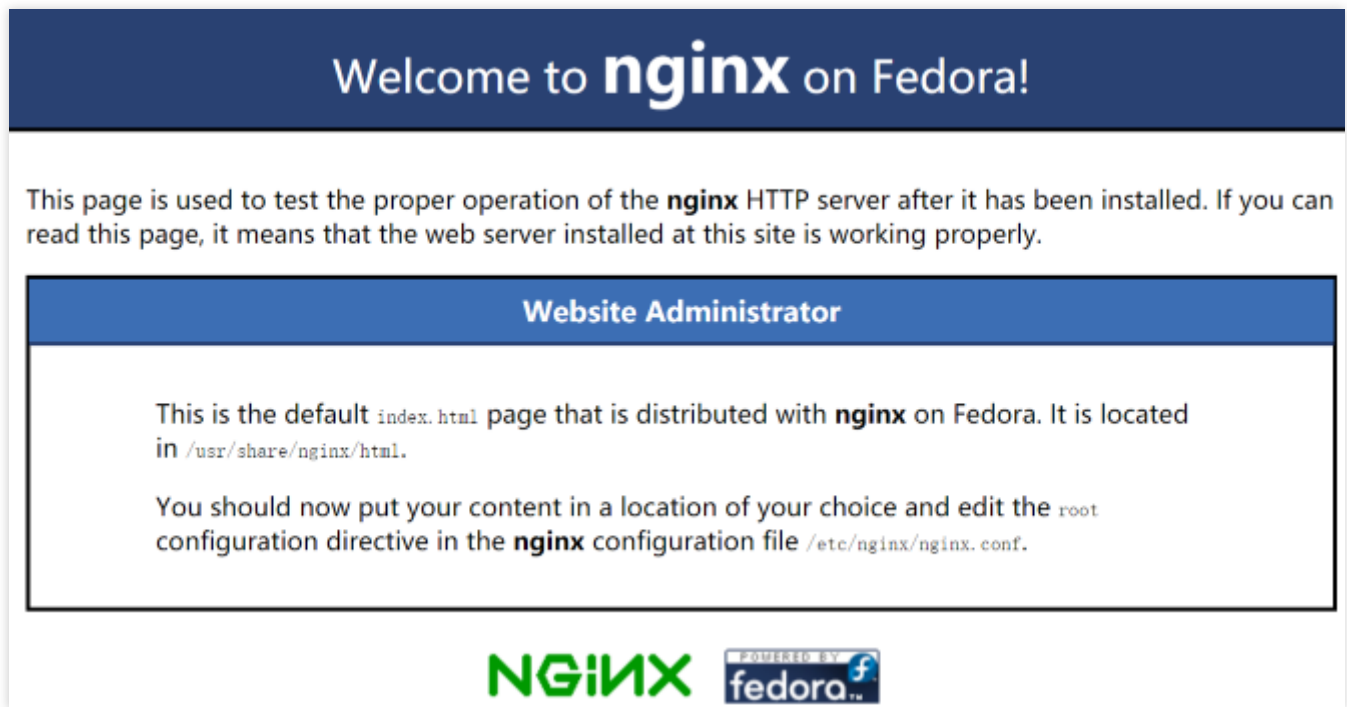 Welcome to nginx on Fedora!
This page is used to test the proper operation of the nginx HTTP server after it has been installed. If you can
read this page, it means that the web server installed at this site is working properly.
Website Administrator
This is the default index.html page that is distributed with nginx on Fedora. It is located
in /usr/share/nginx/html.
You should now put your content in a location of your choice and edit the root
configuration directive in the nginx configuration file /etc/nginx/nginx.conf.
NGiNX
POWERED BY
fedora™